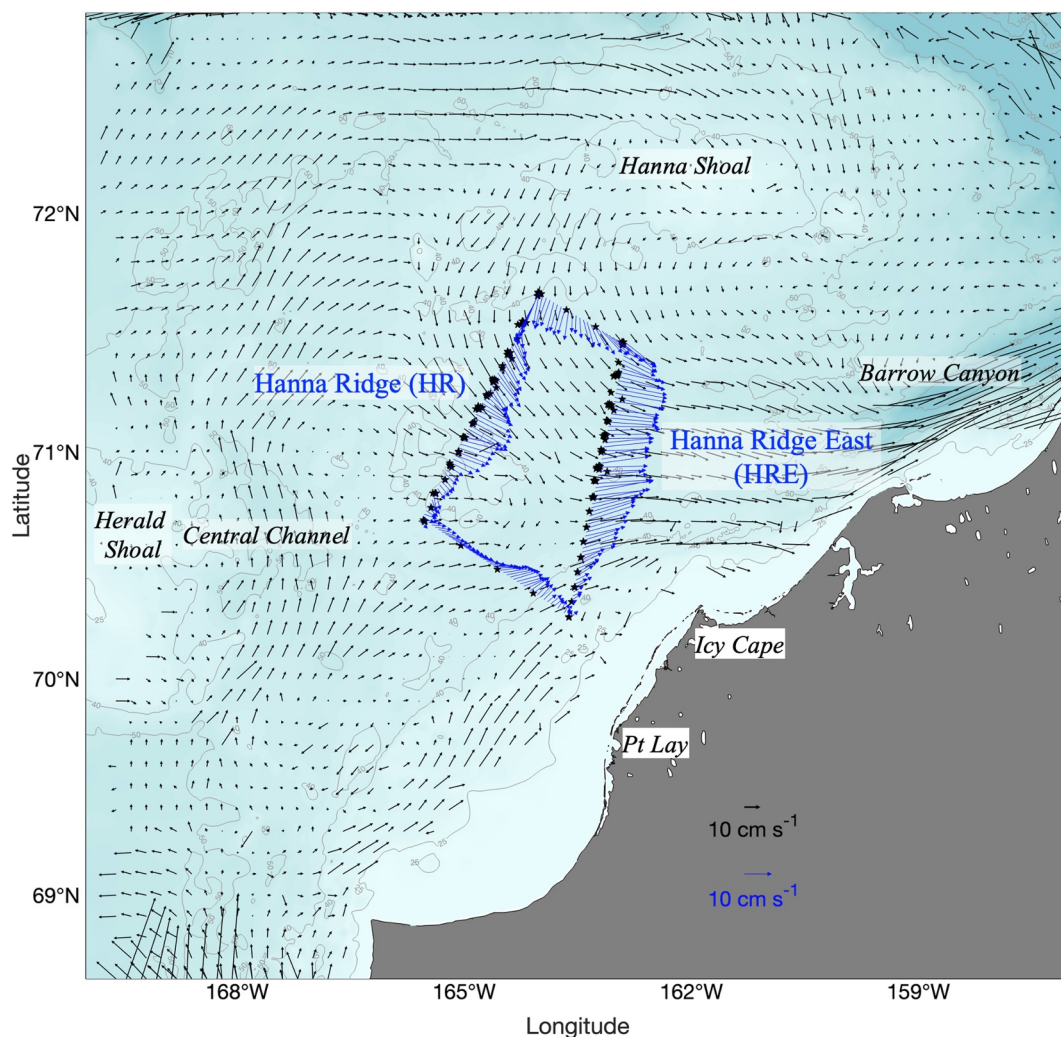 Hanna Shoal
72°N
Barrow Canyon
Hanna Ridge (HR)
71°N
Hanna Ridge East
(HRE)
Latitude
Herald
Shoal
Central Channel
Icy Cape
70°N
Pt Lay
10 cm s⁻¹
10 cm s⁻¹
69°N
168°W
165°W
162°W
159°W
Longitude